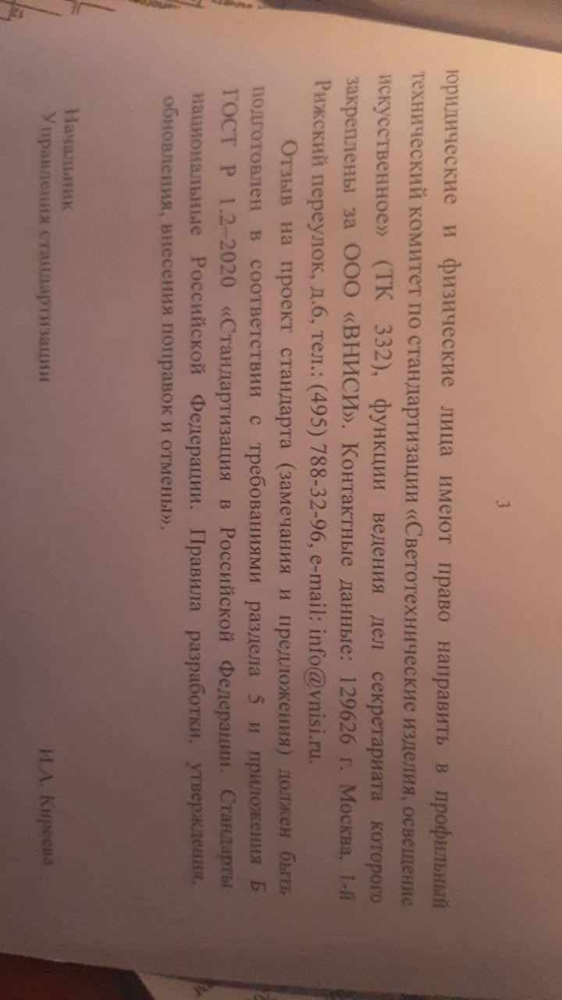 3
юридические и физические лица имеют право направить в профильный
технический комитет по стандартизации «Светотехнические изделия, освещение
искусственное» (ТК 332), функции ведения дел секретариата которого
закреплены за ООО «ВНИСИ». Контактные данные: 129626 г. Москва, 1-й
Рижский переулок, д.6, тел.: (495) 788-32-96, e-mail: info@vnisi.ru.
Отзыв на проект стандарта (замечания и предложения) должен быть
подготовлен в соответствии с требованиями раздела 5 и приложения Б
ГОСТ Р 1.2–2020 «Стандартизация в Российской Федерации. Стандарты
национальные Российской Федерации. Правила разработки, утверждения,
обновления, внесения поправок и отмены».
Начальник
Управления стандартизации
И.А. Киреева